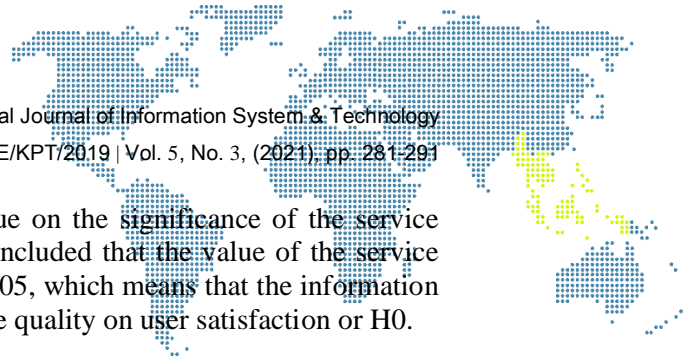 al Journal of Information System & Technology
E/KPT/2019 | Vol. 5, No. 3, (2021), pp. 281-291
ue on the significance of the service
ncluded that the value of the service
05, which means that the information
e quality on user satisfaction or H0.